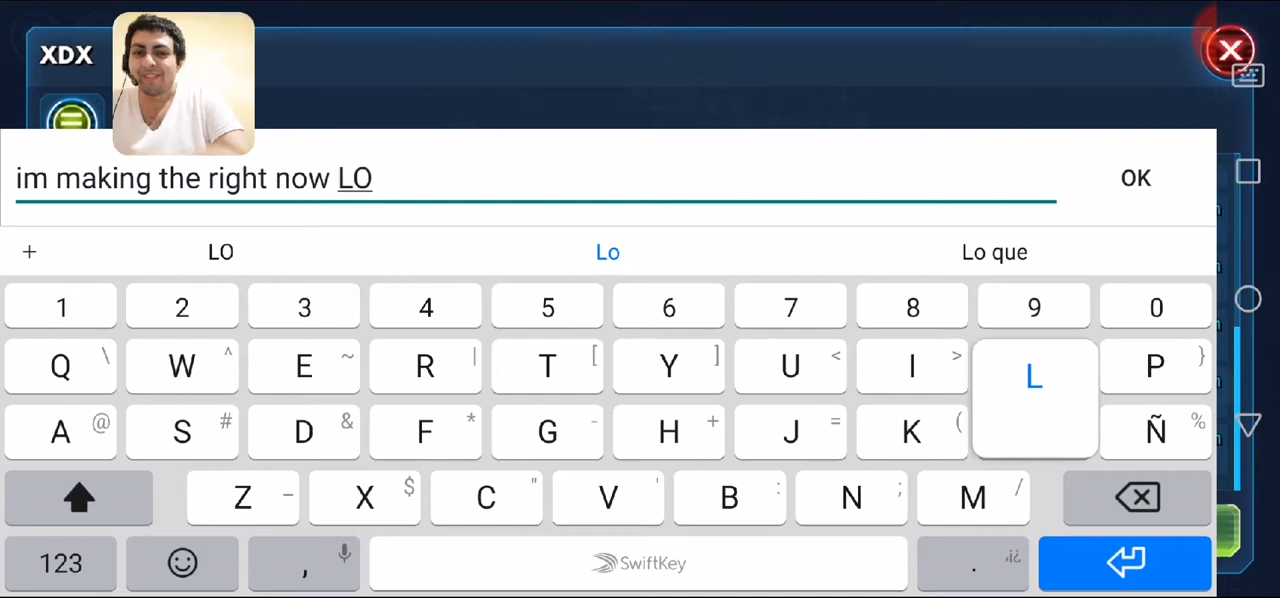 XDX
im making the right now LO
OK
+ LO Lo Lo que
1 2 3 4 5 6 7 8 9 0
Q \ W ^ E ~ R | T [ Y ] U < I > L P }
A @ S # D & F * G - H + J = K ( Ñ %
Z _ X $ C " V ' B : N ; M /
123 , SwiftKey . ,!¿